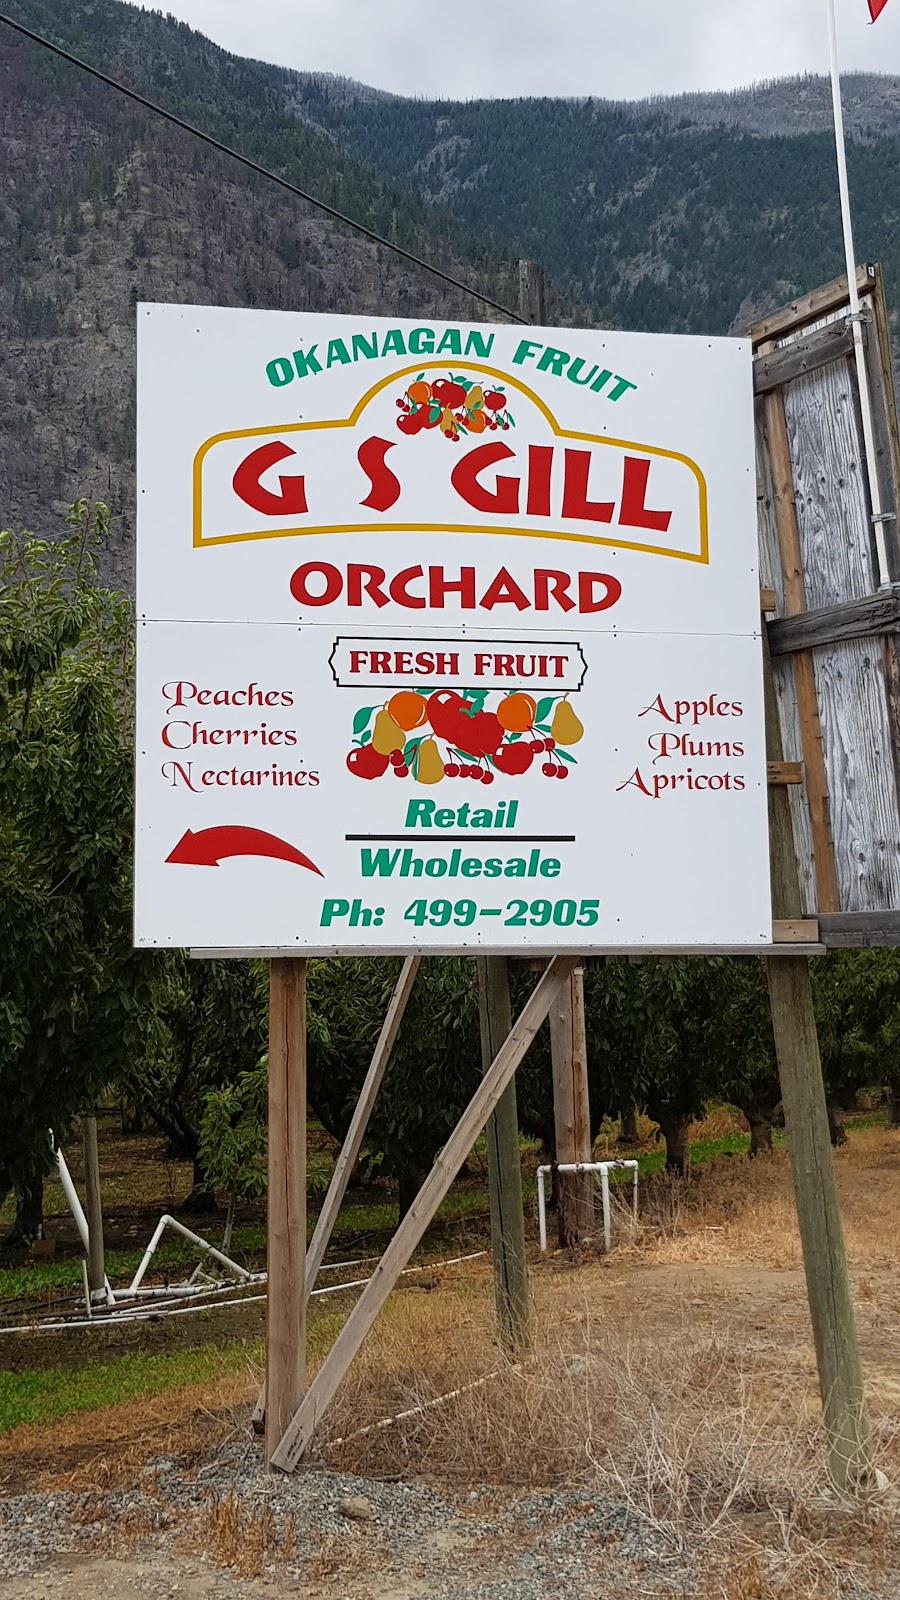 OKANAGAN FRUIT
G S GILL
ORCHARD
FRESH FRUIT
Peaches
Cherries
Nectarines
Apples
Plums
Apricots
Retail
Wholesale
Ph: 499-2905